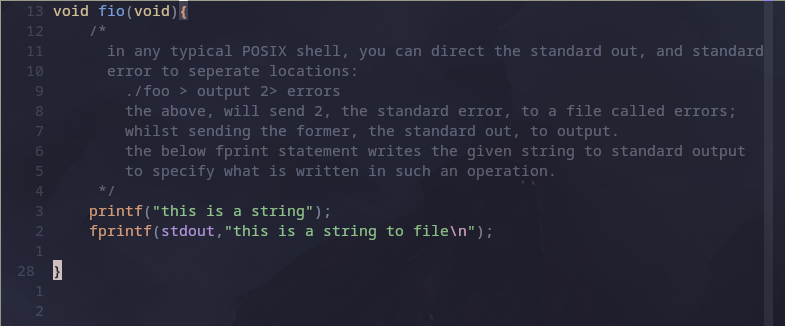 13 void fio(void){
12 /*
11 in any typical POSIX shell, you can direct the standard out, and standard
10 error to seperate locations:
9 ./foo > output 2> errors
8 the above, will send 2, the standard error, to a file called errors;
7 whilst sending the former, the standard out, to output.
6 the below fprint statement writes the given string to standard output
5 to specify what is written in such an operation.
4 */
3 printf("this is a string");
2 fprintf(stdout,"this is a string to file\n");
1
28 }
1
2